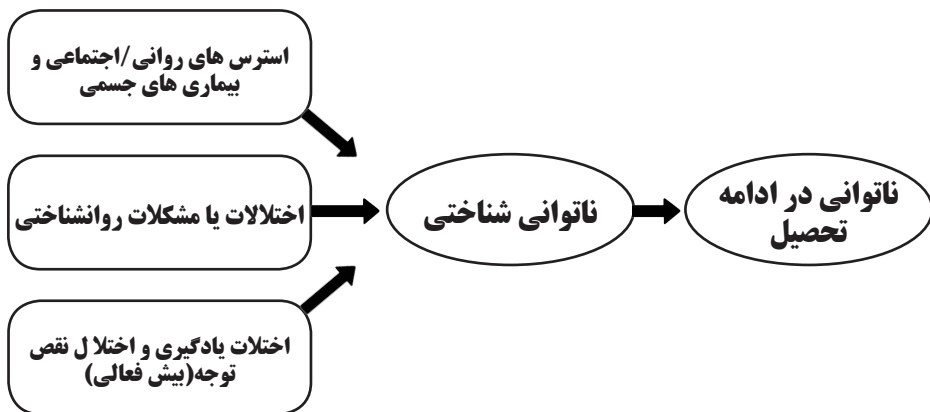 استرس های روانی/اجتماعی و
بیماری های جسمی
اختلالات یا مشکلات روانشناختی
اختلات یادگیری و اختلا ل نقص
توجه(بیش فعالی)
ناتوانی شناختی
ناتوانی در ادامه
تحصیل